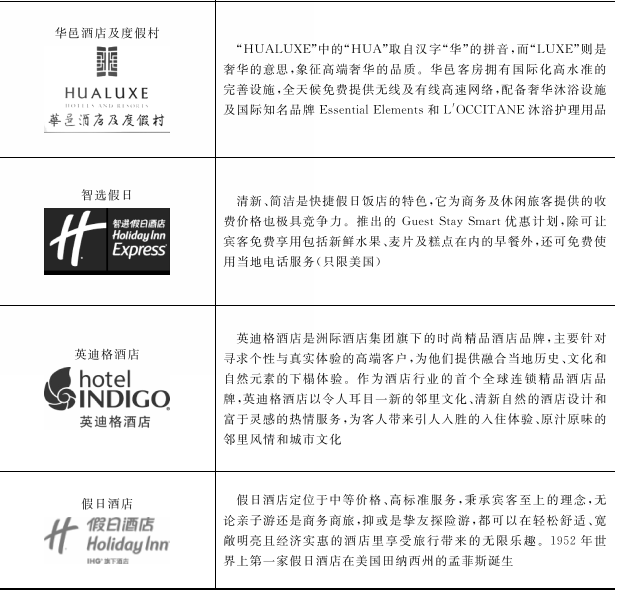 华邑酒店及度假村
HUALUXE
HOTELS AND RESORTS
華邑酒店及度假村
“HUALUXE”中的“HUA”取自汉字“华”的拼音,而“LUXE”则是
奢华的意思,象征高端奢华的品质。华邑客房拥有国际化高水准的
完善设施,全天候免费提供无线及有线高速网络,配备奢华沐浴设施
及国际知名品牌 Essential Elements 和 L'OCCITANE 沐浴护理用品
智选假日
智选假日酒店
Holiday Inn
Express
清新、简洁是快捷假日饭店的特色,它为商务及休闲旅客提供的收
费价格也极具竞争力。推出的 Guest Stay Smart 优惠计划,除可让
宾客免费享用包括新鲜水果、麦片及糕点在内的早餐外,还可免费使
用当地电话服务(只限美国)
英迪格酒店
hotel
INDIGO
英迪格酒店
英迪格酒店是洲际酒店集团旗下的时尚精品酒店品牌,主要针对
寻求个性与真实体验的高端客户,为他们提供融合当地历史、文化和
自然元素的下榻体验。作为酒店行业的首个全球连锁精品酒店品
牌,英迪格酒店以令人耳目一新的邻里文化、清新自然的酒店设计和
富于灵感的热情服务,为客人带来引人入胜的入住体验、原汁原味的
邻里风情和城市文化
假日酒店
假日酒店
Holiday Inn
IHG®旗下酒店
假日酒店定位于中等价格、高标准服务,秉承宾客至上的理念,无
论亲子游还是商务商旅,抑或是挚友探险游,都可以在轻松舒适、宽
敞明亮且经济实惠的酒店里享受旅行带来的无限乐趣。1952 年世
界上第一家假日酒店在美国田纳西州的孟菲斯诞生